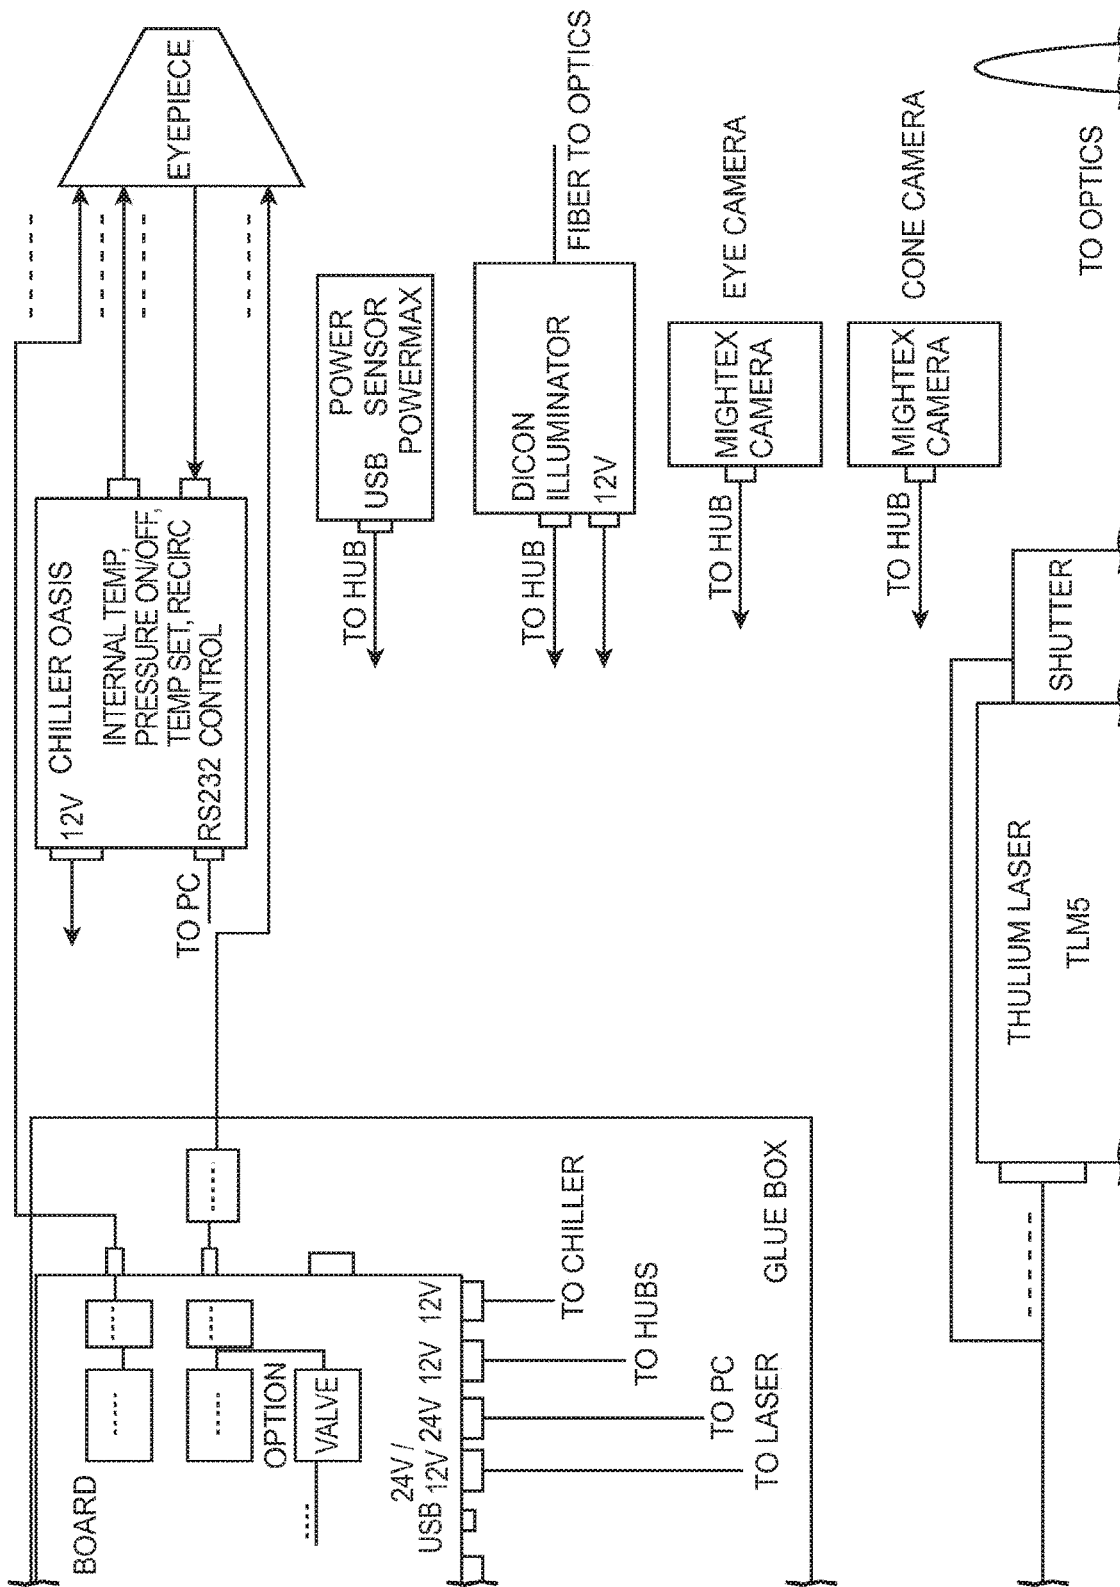 EYEPIECE
12V
CHILLER OASIS
INTERNAL TEMP,
PRESSURE ON/OFF,
TEMP SET, RECIRC
RS232 CONTROL
TO PC
POWER
USB SENSOR
POWERMAX
TO HUB
DICON
ILLUMINATOR
12V
TO HUB
FIBER TO OPTICS
MIGHTEX
CAMERA
TO HUB
EYE CAMERA
MIGHTEX
CAMERA
TO HUB
CONE CAMERA
TO OPTICS
SHUTTER
THULIUM LASER
TLM5
BOARD
OPTION
VALVE
24V /
USB 12V 24V 12V 12V
TO CHILLER
TO HUBS
TO PC
TO LASER
GLUE BOX